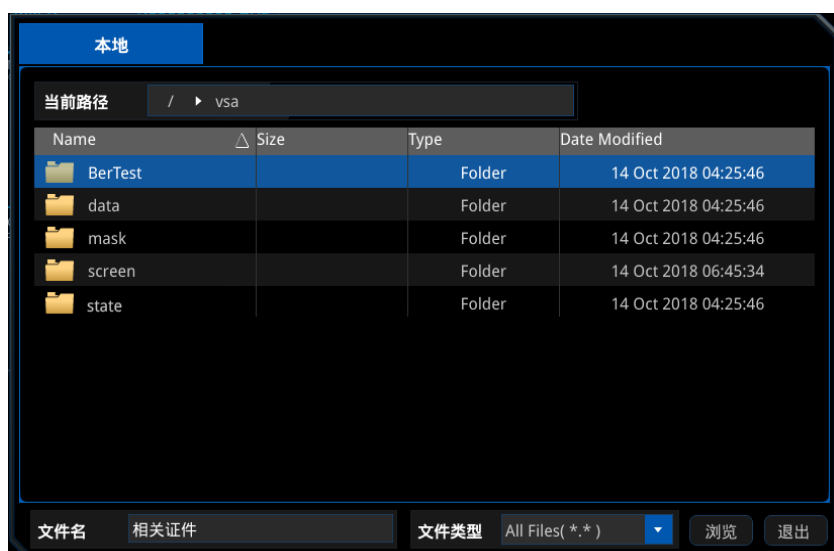 本地
当前路径 / vsa
Name Size Type Date Modified
BerTest Folder 14 Oct 2018 04:25:46
data Folder 14 Oct 2018 04:25:46
mask Folder 14 Oct 2018 04:25:46
screen Folder 14 Oct 2018 06:45:34
state Folder 14 Oct 2018 04:25:46
文件名 相关证件 文件类型 All Files( *.* ) 浏览 退出